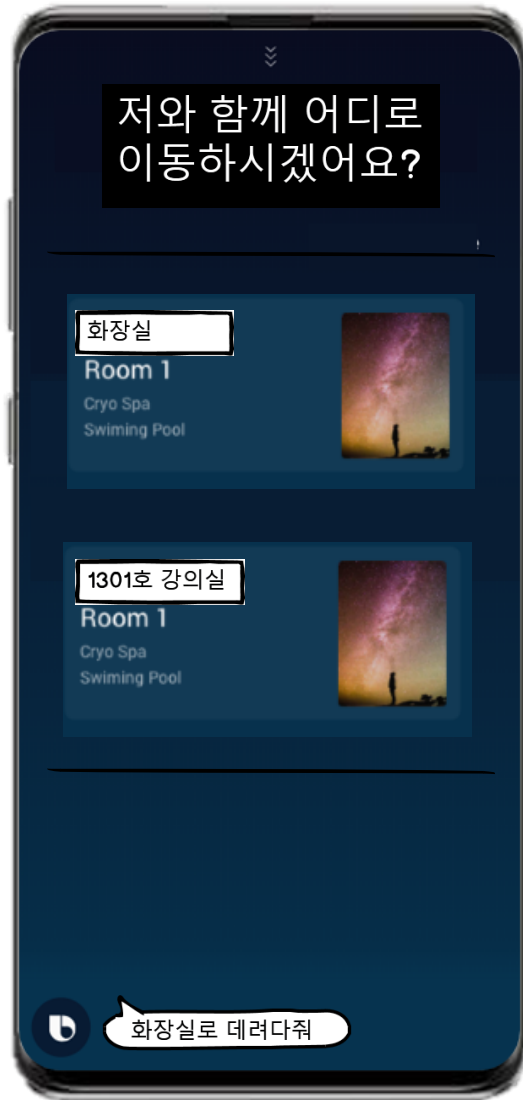 저와 함께 어디로
이동하시겠어요?
화장실
Room 1
Cryo Spa
Swiming Pool
1301호 강의실
Room 1
Cryo Spa
Swiming Pool
화장실로 데려다줘